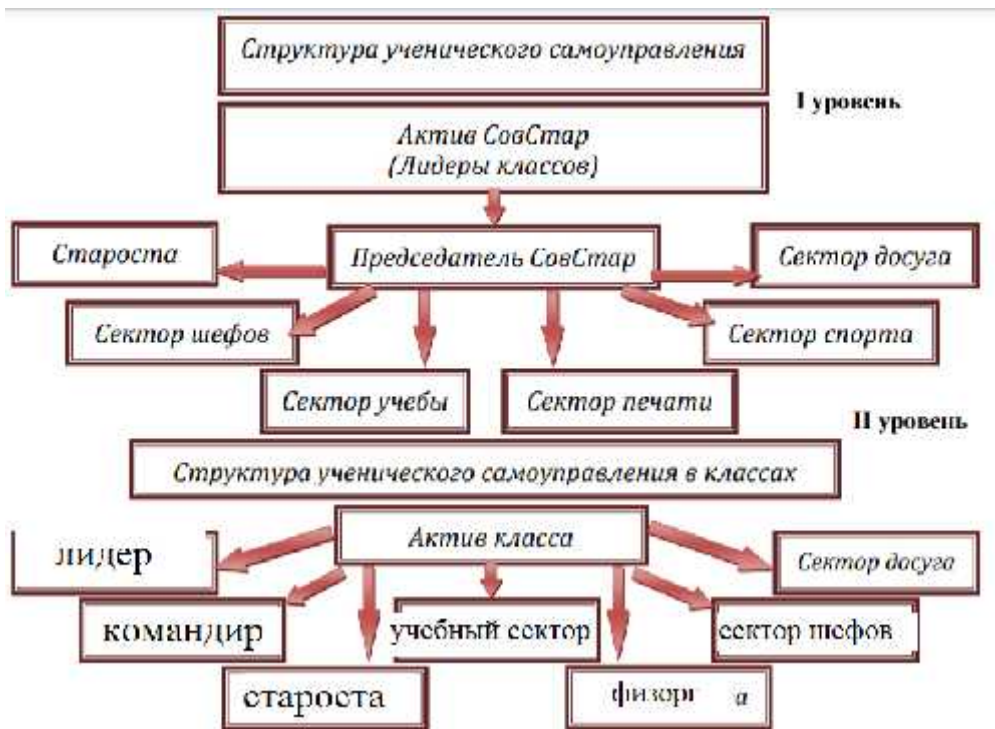 Структура ученического самоуправления
I уровень
Актив СовСтар
(Лидеры классов)
Староста
Председатель СовСтар
Сектор досуга
Сектор шефов
Сектор спорта
Сектор учебы
Сектор печати
II уровень
Структура ученического самоуправления в классах
лидер
Актив класса
Сектор досуга
командир
учебный сектор
сектор шефов
староста
физорг а